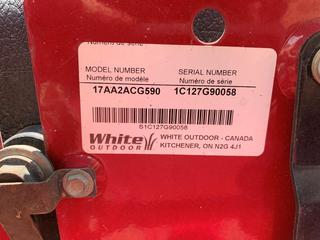 Numéro de série
MODEL NUMBER SERIAL NUMBER
Numéro de modèle Numéro de série
17AA2ACG590 1C127G90058
S1C127G90058
White OUTDOOR
WHITE OUTDOOR - CANADA
KITCHENER, ON N2G 4J1